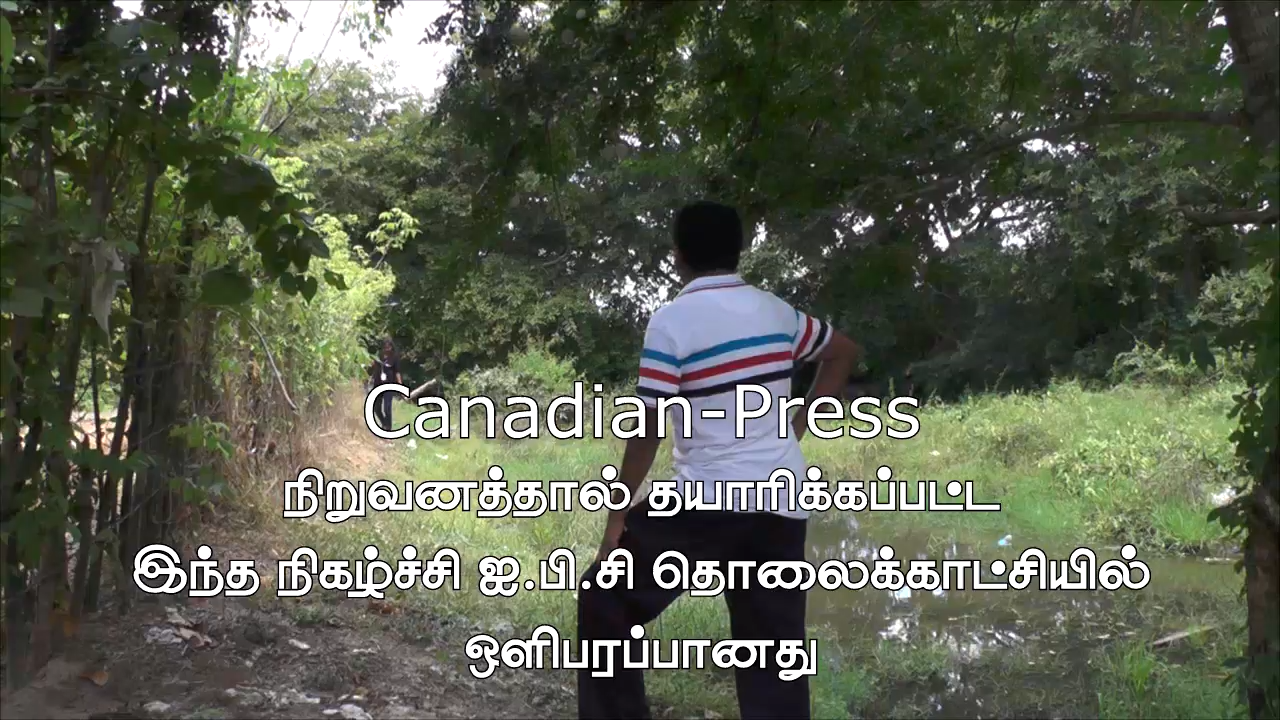 Canadian-Press
நிறுவனத்தால் தயாரிக்கப்பட்ட
இந்த நிகழ்ச்சி ஐ.பி.சி தொலைக்காட்சியில்
ஒளிபரப்பானது